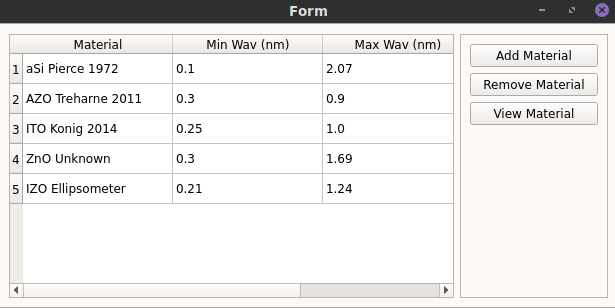 Form
Material Min Wav (nm) Max Wav (nm)
1 aSi Pierce 1972 0.1 2.07
2 AZO Treharne 2011 0.3 0.9
3 ITO Konig 2014 0.25 1.0
4 ZnO Unknown 0.3 1.69
5 IZO Ellipsometer 0.21 1.24
Add Material
Remove Material
View Material